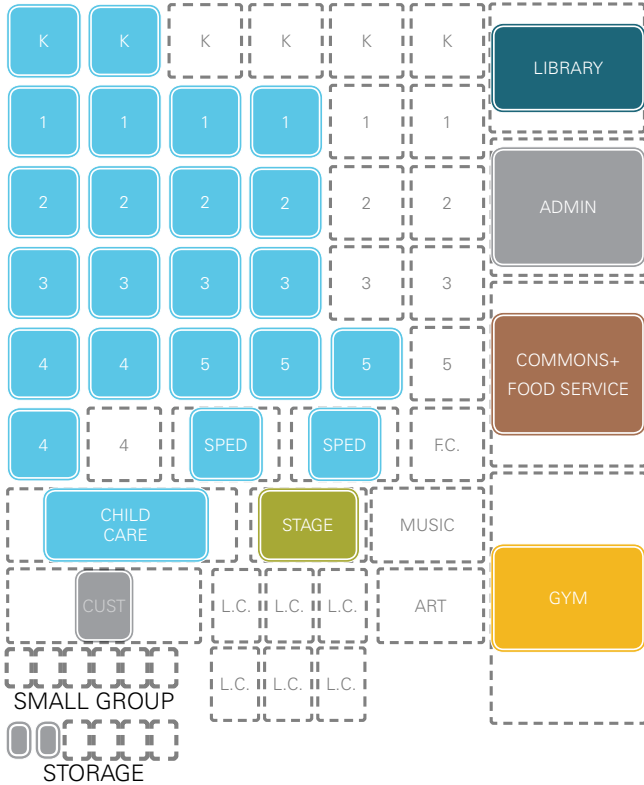 K K K K K K
LIBRARY
1 1 1 1 1 1
2 2 2 2 2 2
ADMIN
3 3 3 3 3 3
4 4 5 5 5 5
COMMONS+
FOOD SERVICE
4 4 SPED SPED F.C.
CHILD
CARE
STAGE
MUSIC
CUST
L.C. L.C. L.C.
ART
GYM
L.C. L.C. L.C.
SMALL GROUP
STORAGE